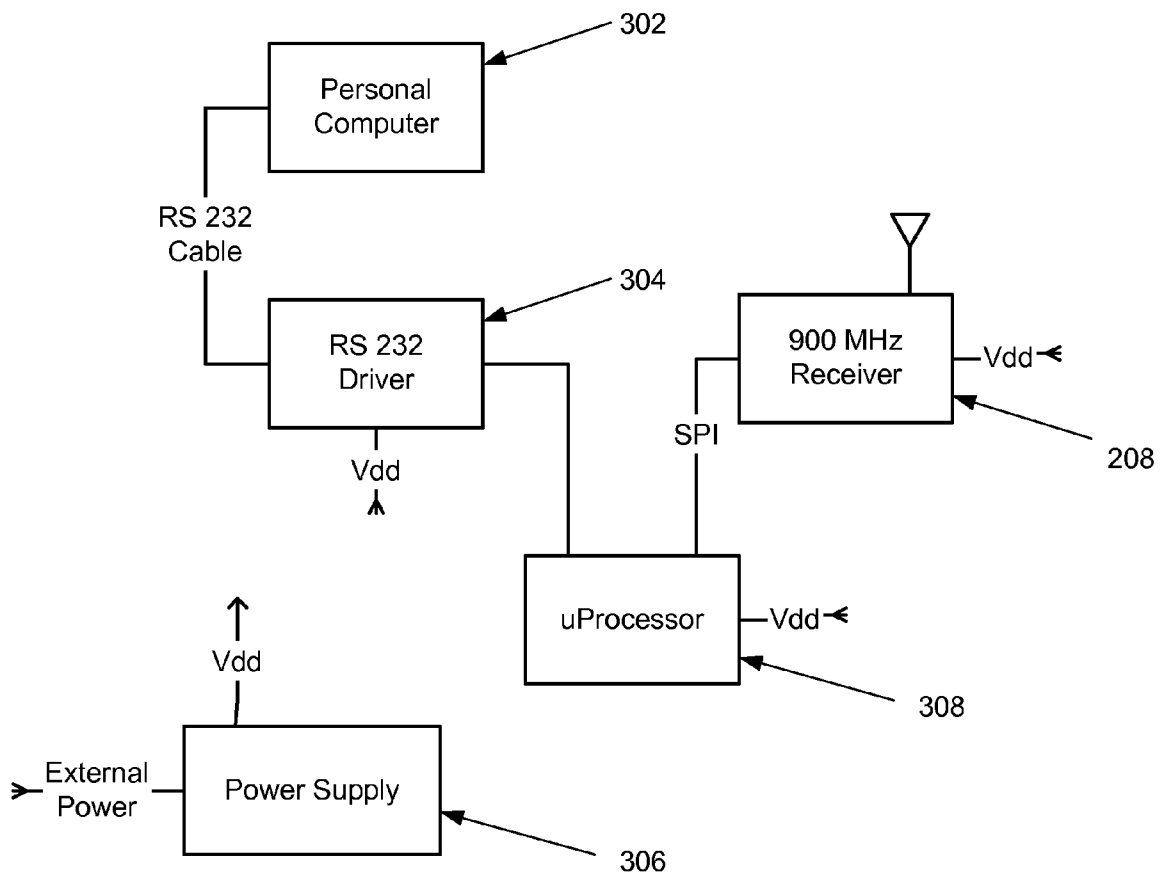 302
Personal
Computer
RS 232
Cable
304
RS 232
Driver
Vdd
900 MHz
Receiver
Vdd
208
SPI
uProcessor
Vdd
308
Vdd
External
Power
Power Supply
306